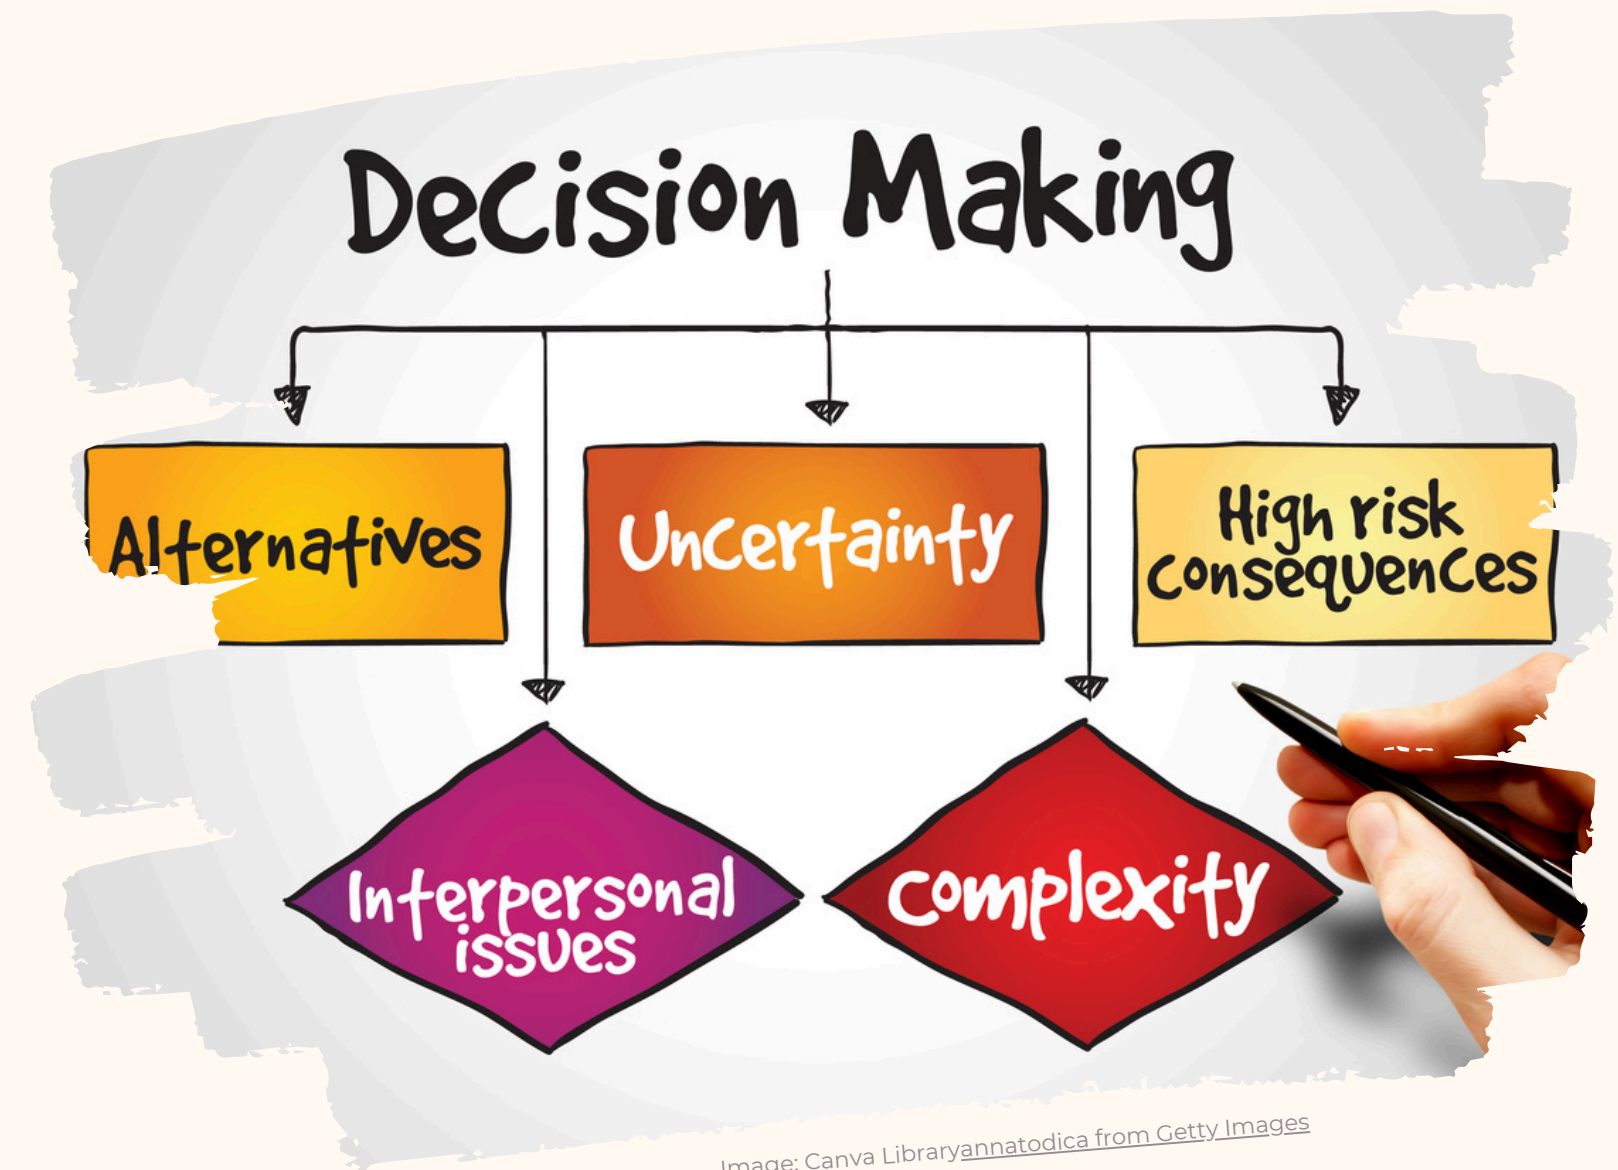 Decision Making
Alternatives
Uncertainty
High risk
consequences
Interpersonal
issues
Complexity
Image: Canva Libraryannatodica from Getty Images